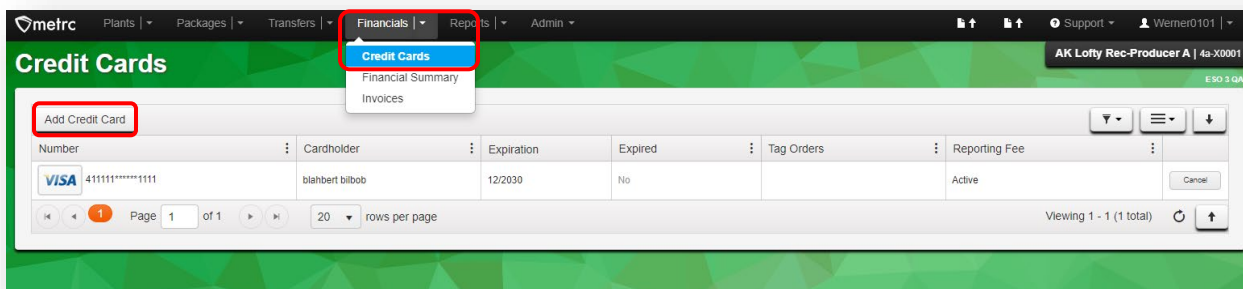 metrc Plants | Packages | Transfers | Financials | Reports | Admin Support Werner0101 |
Credit Cards
AK Lofty Rec-Producer A | 4a-X0001
ESO 3 QA
Credit Cards
Financial Summary
Invoices
Add Credit Card
Number Cardholder Expiration Expired Tag Orders Reporting Fee
VISA 411111******1111 blahbert bilbob 12/2030 No Active Cancel
1 Page 1 of 1 20 rows per page Viewing 1 - 1 (1 total)